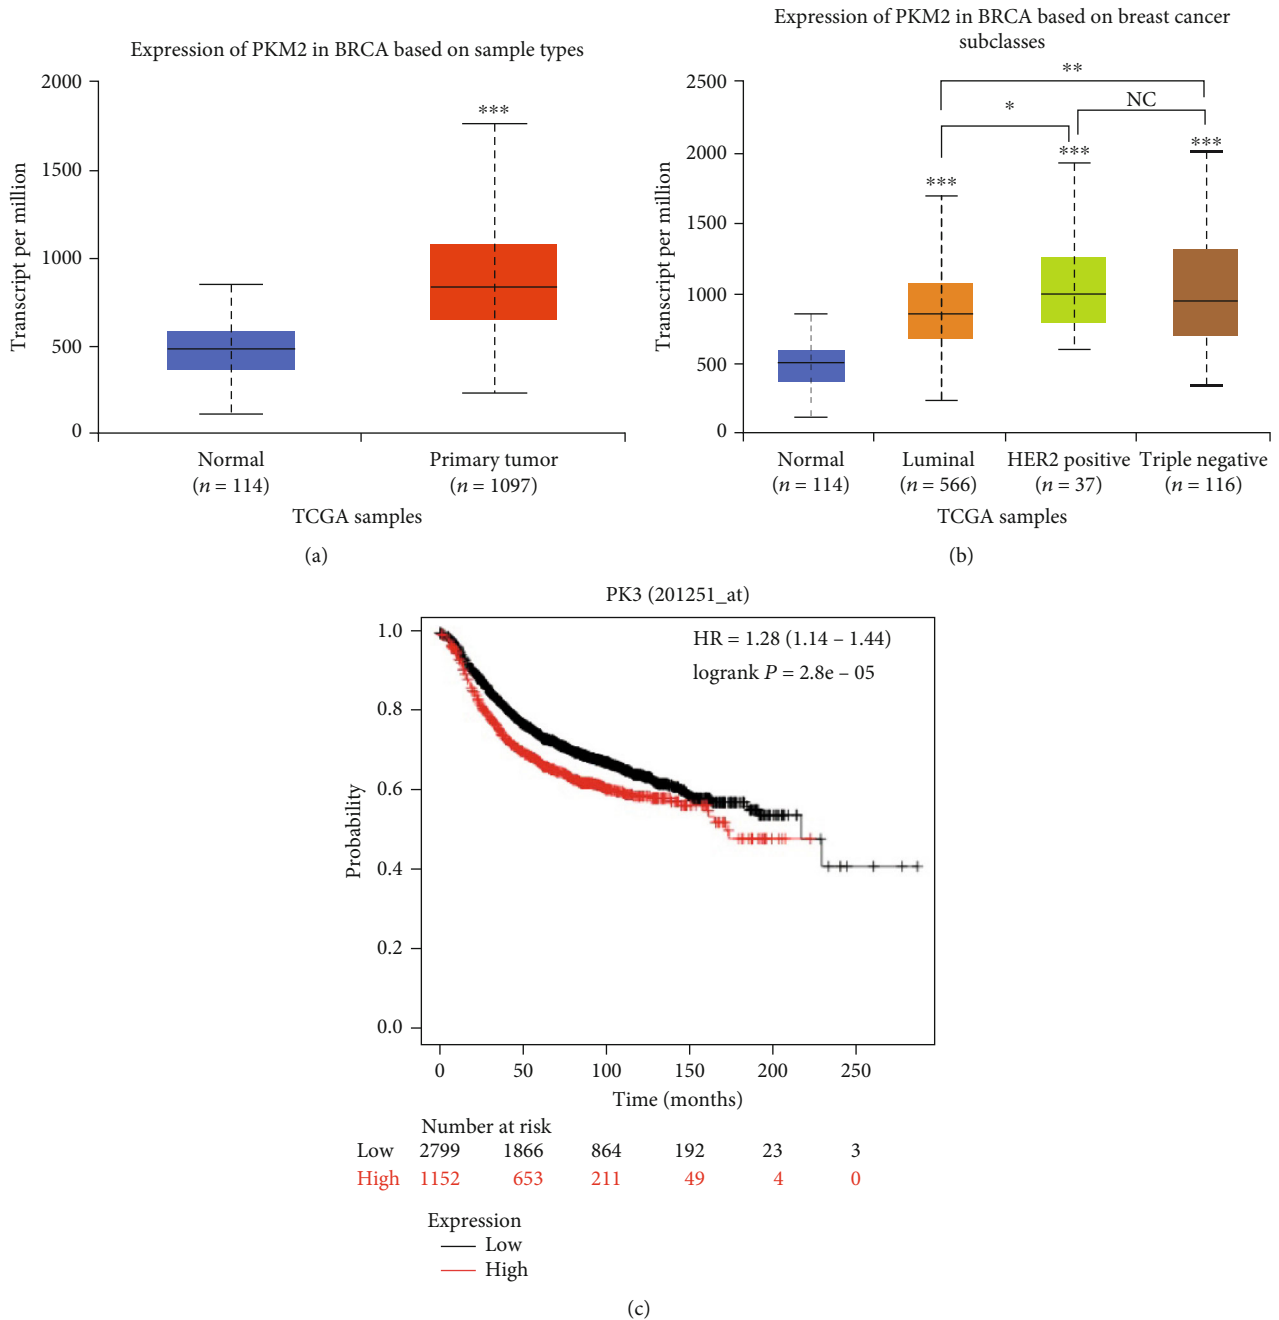 Expression of PKM2 in BRCA based on sample types
2000
1500
1000
500
0
Transcript per million
***
Normal
(n = 114)
Primary tumor
(n = 1097)
TCGA samples
(a)
Expression of PKM2 in BRCA based on breast cancer
subclasses
2500
2000
1500
1000
500
0
Transcript per million
**
*
NC
***
***
***
Normal
(n = 114)
Luminal
(n = 566)
HER2 positive
(n = 37)
Triple negative
(n = 116)
TCGA samples
(b)
PK3 (201251_at)
HR = 1.28 (1.14 – 1.44)
logrank P = 2.8e – 05
1.0
0.8
0.6
0.4
0.2
0.0
Probability
0 50 100 150 200 250
Time (months)
Number at risk
Low 2799 1866 864 192 23 3
High 1152 653 211 49 4 0
Expression
Low
High
(c)